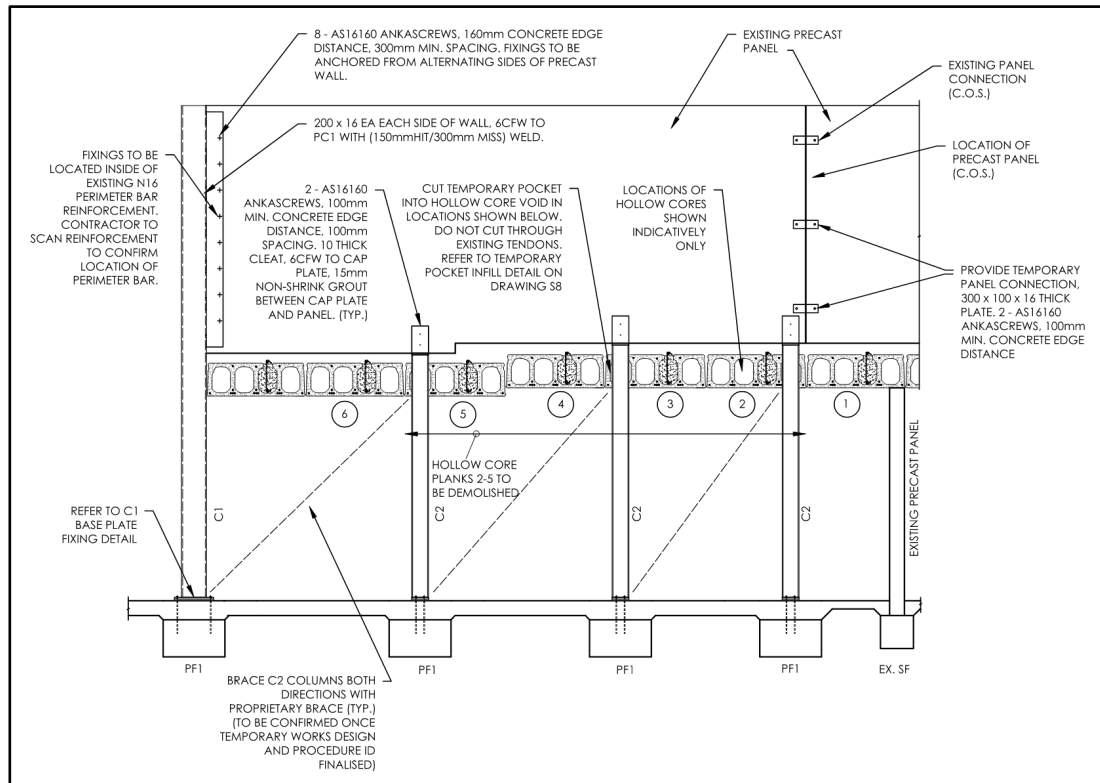 8 - AS16160 ANKASCREWS, 160mm CONCRETE EDGE
DISTANCE, 300mm MIN. SPACING. FIXINGS TO BE
ANCHORED FROM ALTERNATING SIDES OF PRECAST
WALL.
EXISTING PRECAST
PANEL
EXISTING PANEL
CONNECTION
(C.O.S.)
200 x 16 EA EACH SIDE OF WALL, 6CFW TO
PC1 WITH (150mmHIT/300mm MISS) WELD.
LOCATION OF
PRECAST PANEL
(C.O.S.)
FIXINGS TO BE
LOCATED INSIDE OF
EXISTING N16
PERIMETER BAR
REINFORCEMENT.
CONTRACTOR TO
SCAN REINFORCEMENT
TO CONFIRM
LOCATION OF
PERIMETER BAR.
2 - AS16160
ANKASCREWS, 100mm
MIN. CONCRETE EDGE
DISTANCE, 100mm
SPACING. 10 THICK
CLEAT, 6CFW TO CAP
PLATE, 15mm
NON-SHRINK GROUT
BETWEEN CAP PLATE
AND PANEL. (TYP.)
CUT TEMPORARY POCKET
INTO HOLLOW CORE VOID IN
LOCATIONS SHOWN BELOW.
DO NOT CUT THROUGH
EXISTING TENDONS.
REFER TO TEMPORARY
POCKET INFILL DETAIL ON
DRAWING S8
LOCATIONS OF
HOLLOW CORES
SHOWN
INDICATIVELY
ONLY
PROVIDE TEMPORARY
PANEL CONNECTION,
300 x 100 x 16 THICK
PLATE. 2 - AS16160
ANKASCREWS, 100mm
MIN. CONCRETE EDGE
DISTANCE
6
5
4
3
2
1
HOLLOW CORE
PLANKS 2-5 TO
BE DEMOLISHED
C1
C2
C2
C2
EXISTING PRECAST PANEL
REFER TO C1
BASE PLATE
FIXING DETAIL
PF1
PF1
PF1
PF1
EX. SF
BRACE C2 COLUMNS BOTH
DIRECTIONS WITH
PROPRIETARY BRACE (TYP.)
(TO BE CONFIRMED ONCE
TEMPORARY WORKS DESIGN
AND PROCEDURE ID
FINALISED)